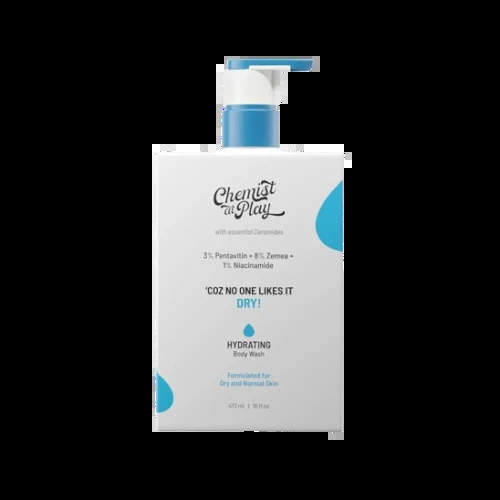 Chemist
at Play
with essential Ceramides
3% Pentavitin • 8% Zemea •
1% Niacinamide
'COZ NO ONE LIKES IT
DRY!
HYDRATING
Body Wash
Formulated for
Dry and Normal Skin
473 ml | 16 fl oz